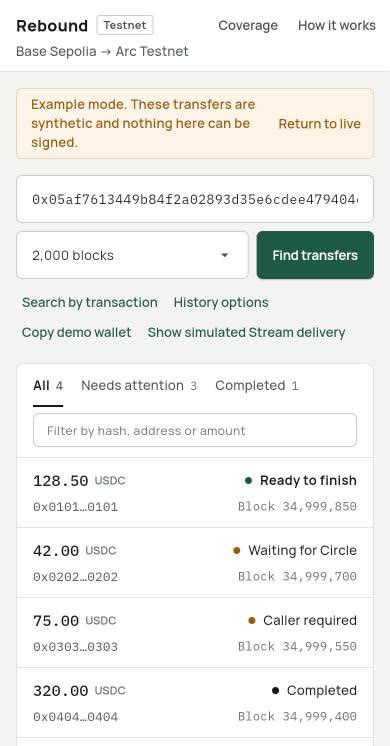 Rebound Testnet Coverage How it works
Base Sepolia → Arc Testnet
Example mode. These transfers are
synthetic and nothing here can be
signed.
Return to live
0x05af7613449b84f2a02893d35e6cdee479404
2,000 blocks
Find transfers
Search by transaction History options
Copy demo wallet Show simulated Stream delivery
All 4 Needs attention 3 Completed 1
Filter by hash, address or amount
128.50 USDC Ready to finish
0x0101…0101 Block 34,999,850
42.00 USDC Waiting for Circle
0x0202…0202 Block 34,999,700
75.00 USDC Caller required
0x0303…0303 Block 34,999,550
320.00 USDC Completed
0x0404…0404 Block 34,999,400